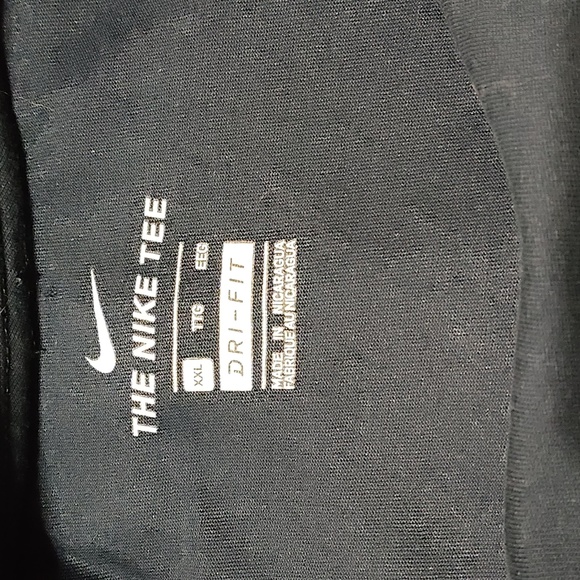 THE NIKE TEE
XXL TTG EEG
DRI-FIT
MADE IN NICARAGUA
FABRIQUÉ AU NICARAGUA